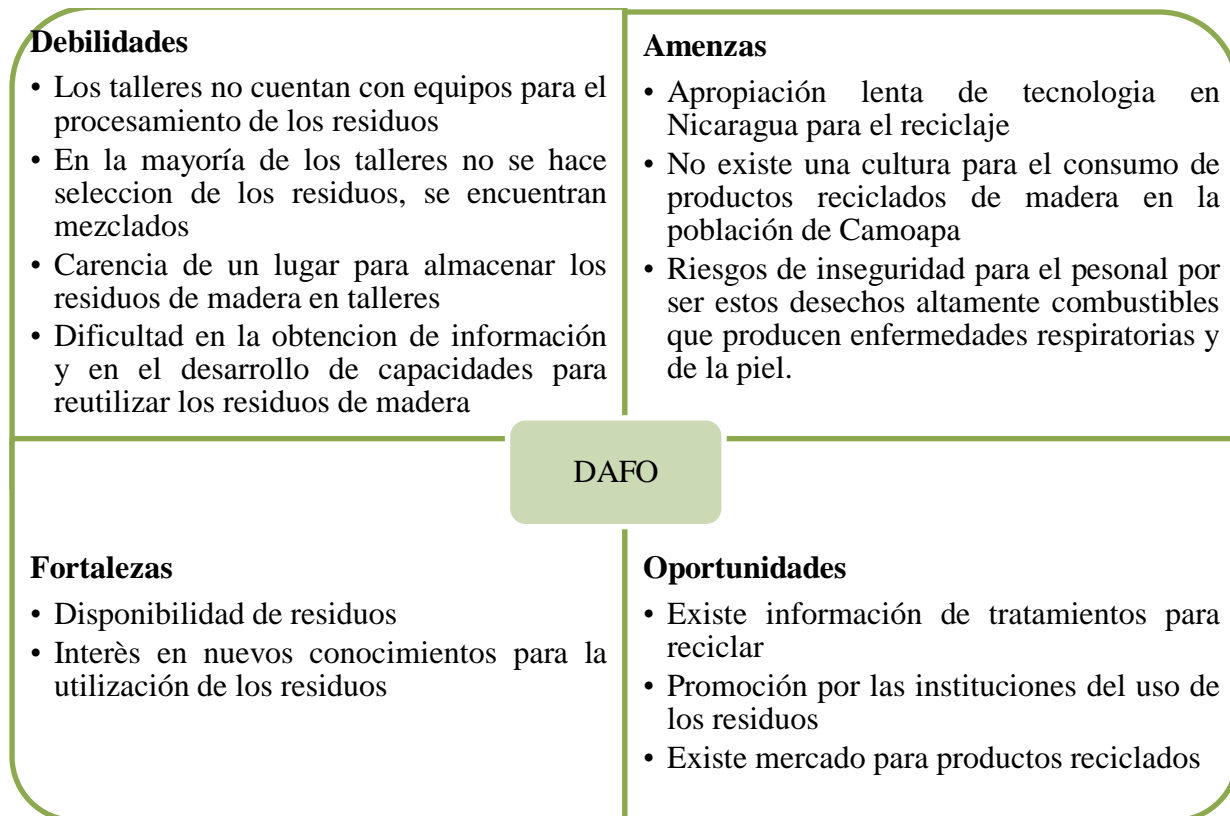 Debilidades
• Los talleres no cuentan con equipos para el
procesamiento de los residuos
• En la mayoría de los talleres no se hace
seleccion de los residuos, se encuentran
mezclados
• Carencia de un lugar para almacenar los
residuos de madera en talleres
• Dificultad en la obtencion de información
y en el desarrollo de capacidades para
reutilizar los residuos de madera
Amenzas
• Apropiación lenta de tecnologia en
Nicaragua para el reciclaje
• No existe una cultura para el consumo de
productos reciclados de madera en la
población de Camoapa
• Riesgos de inseguridad para el pesonal por
ser estos desechos altamente combustibles
que producen enfermedades respiratorias y
de la piel.
DAFO
Fortalezas
• Disponibilidad de residuos
• Interès en nuevos conocimientos para la
utilización de los residuos
Oportunidades
• Existe información de tratamientos para
reciclar
• Promoción por las instituciones del uso de
los residuos
• Existe mercado para productos reciclados